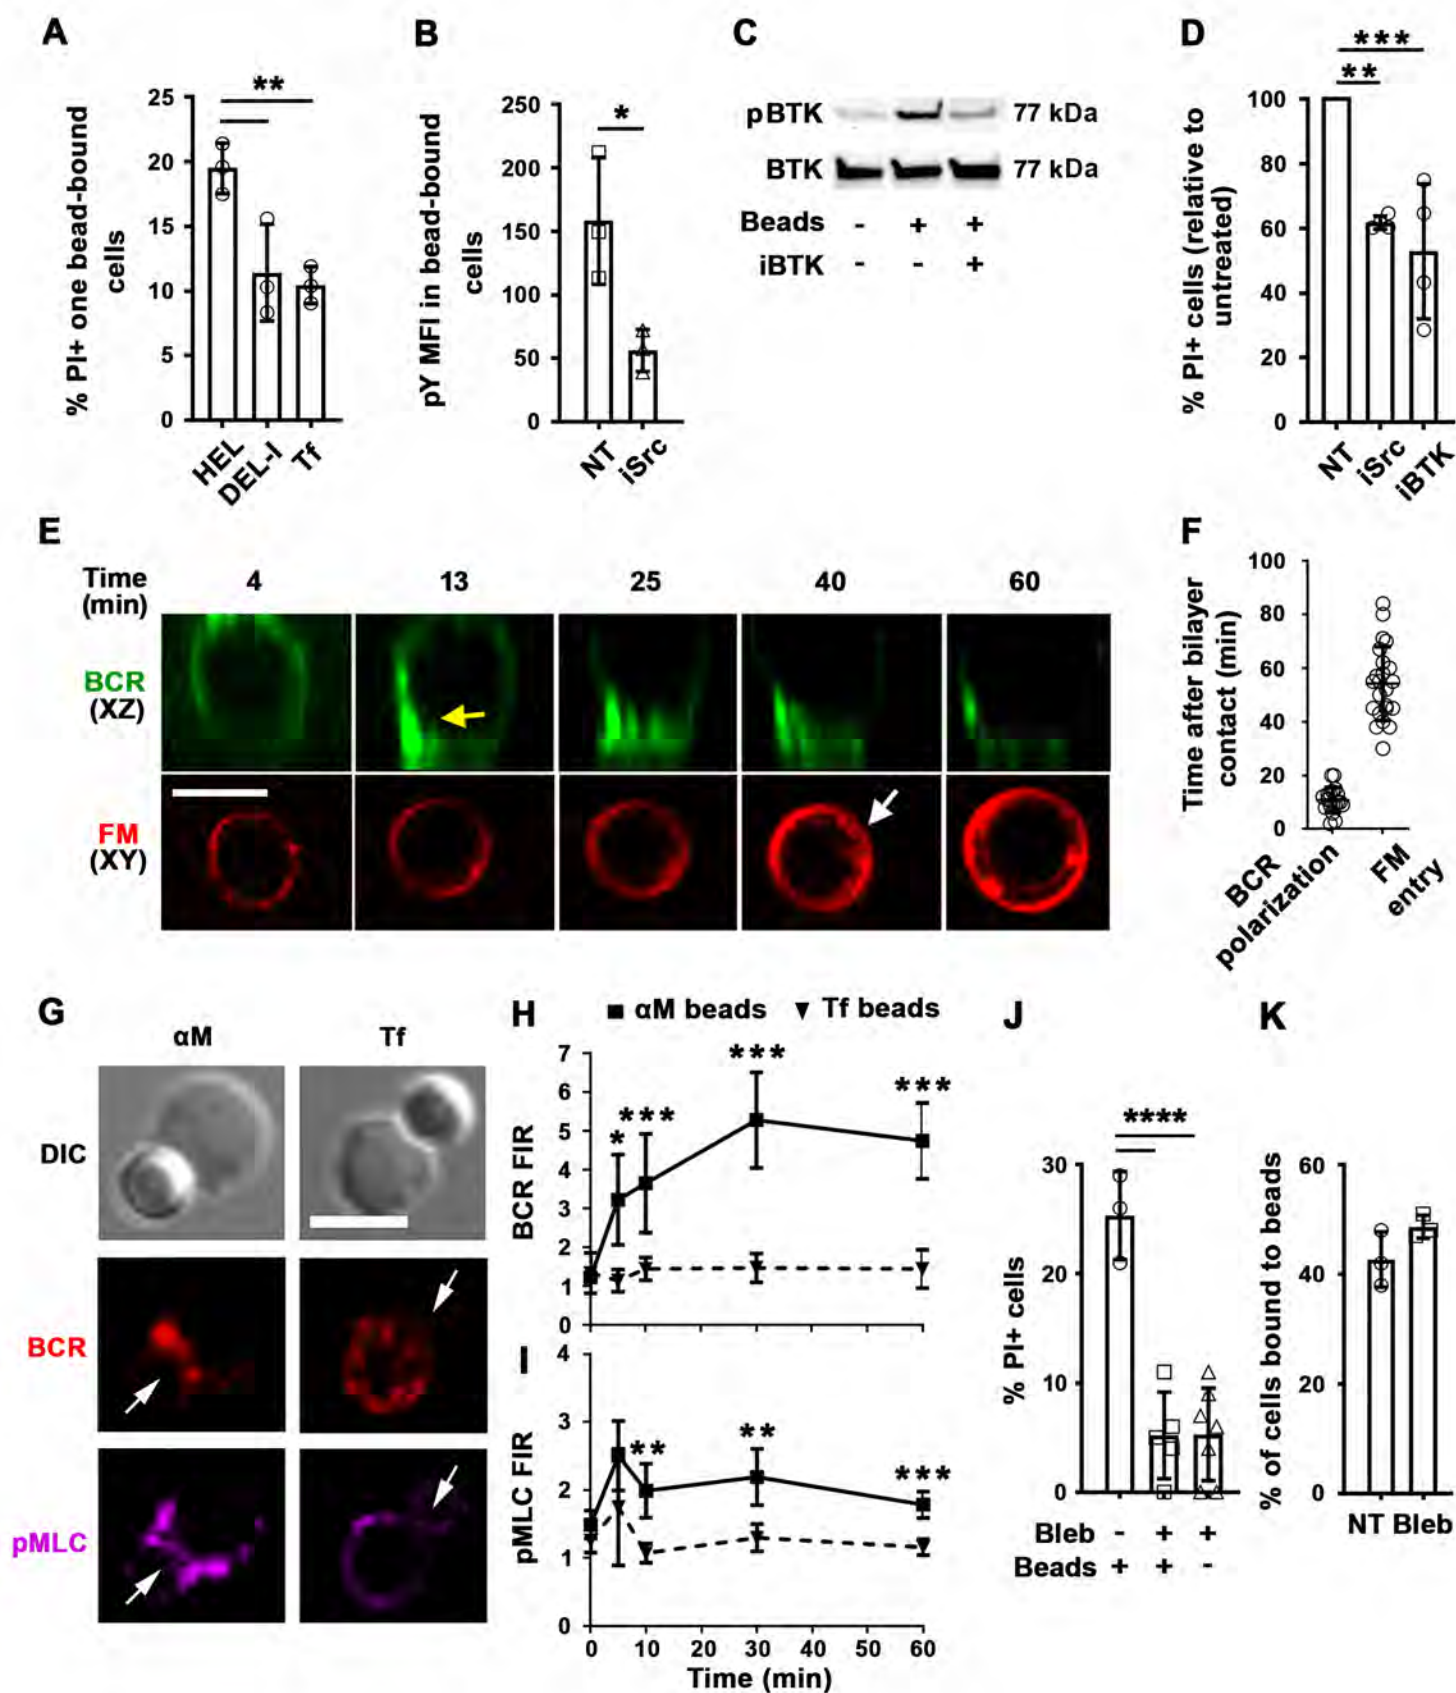 A
% PI+ one bead-bound
cells
25
20
15
10
5
0
**
HEL
DEL-I
Tf
B
pY MFI in bead-bound
cells
250
200
150
100
50
0
*
NT
iSrc
C
pBTK 77 kDa
BTK 77 kDa
Beads - + +
iBTK - - +
D
% PI+ cells (relative to
untreated)
100
80
60
40
20
0
***
**
NT
iSrc
iBTK
E
Time
(min)
4 13 25 40 60
BCR
(XZ)
FM
(XY)
F
Time after bilayer
contact (min)
100
80
60
40
20
0
BCR
polarization
FM
entry
G
αM Tf
DIC
BCR
pMLC
H
αM beads Tf beads
BCR FIR
7
6
5
4
3
2
1
0
* *** *** ***
I
pMLC FIR
4
3
2
1
0
** ** ***
0 10 20 30 40 50 60
Time (min)
J
% PI+ cells
30
20
10
0
****
Bleb - + +
Beads + + -
K
% of cells bound to beads
60
40
20
0
NT Bleb